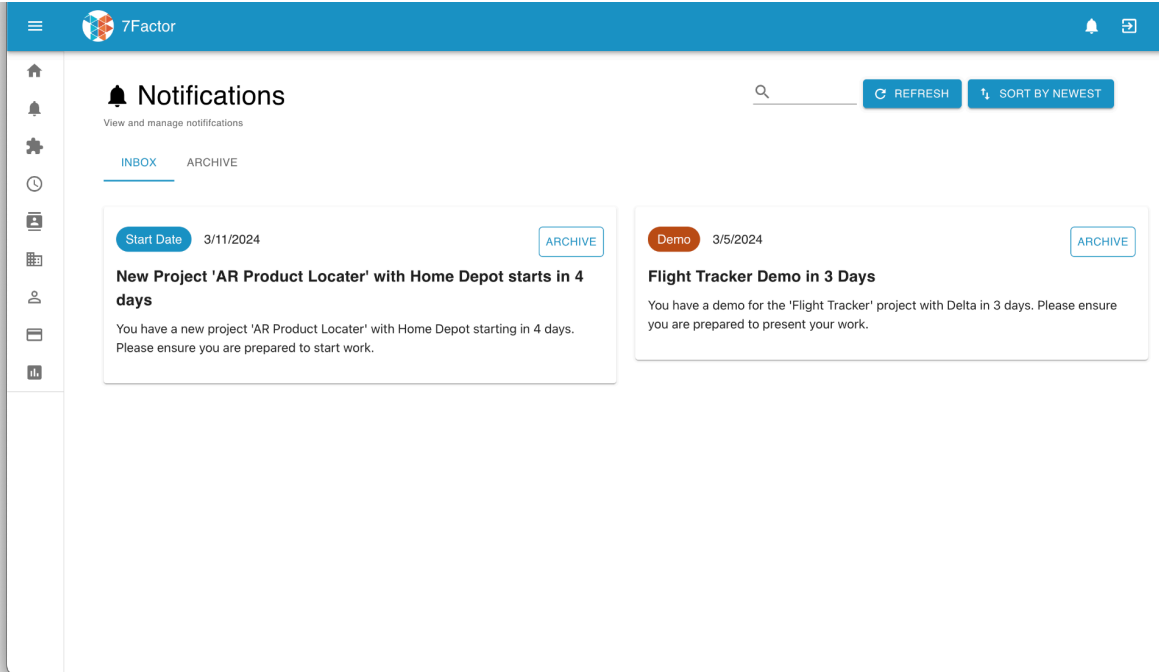 7Factor
Notifications
View and manage notififcations
REFRESH
SORT BY NEWEST
INBOX
ARCHIVE
Start Date
3/11/2024
ARCHIVE
New Project 'AR Product Locater' with Home Depot starts in 4
days
You have a new project 'AR Product Locater' with Home Depot starting in 4 days.
Please ensure you are prepared to start work.
Demo
3/5/2024
ARCHIVE
Flight Tracker Demo in 3 Days
You have a demo for the 'Flight Tracker' project with Delta in 3 days. Please ensure
you are prepared to present your work.